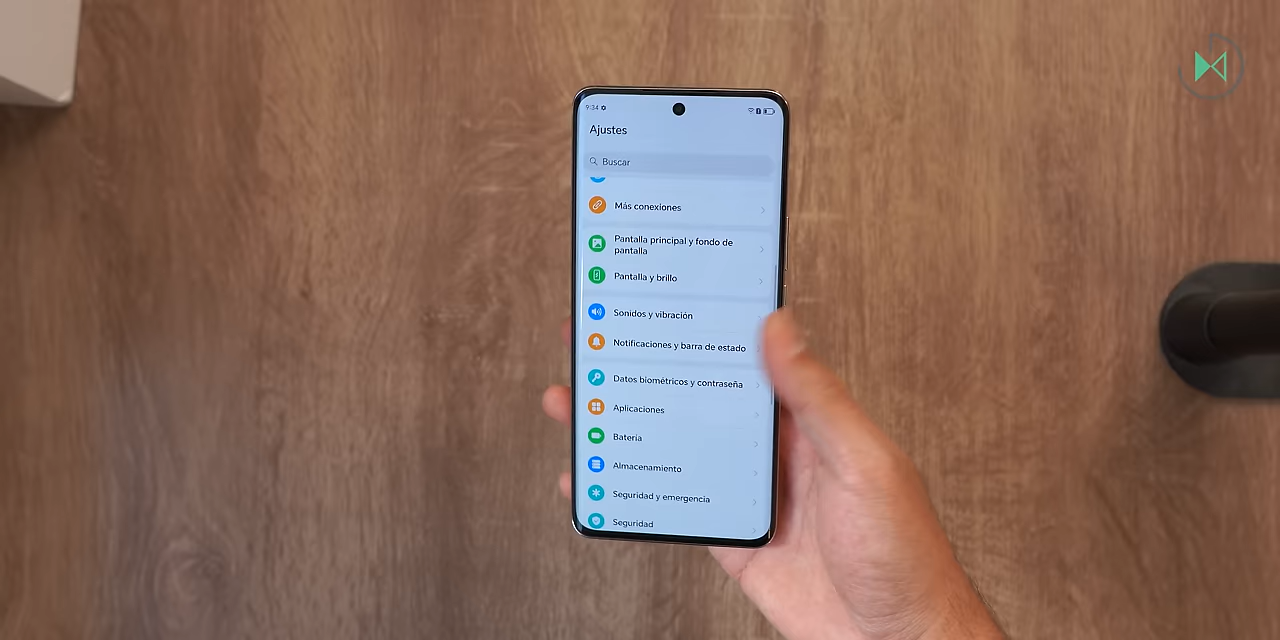 9:34
Ajustes
Buscar
Más conexiones
Pantalla principal y fondo de
pantalla
Pantalla y brillo
Sonidos y vibración
Notificaciones y barra de estado
Datos biométricos y contraseña
Aplicaciones
Batería
Almacenamiento
Seguridad y emergencia
Seguridad